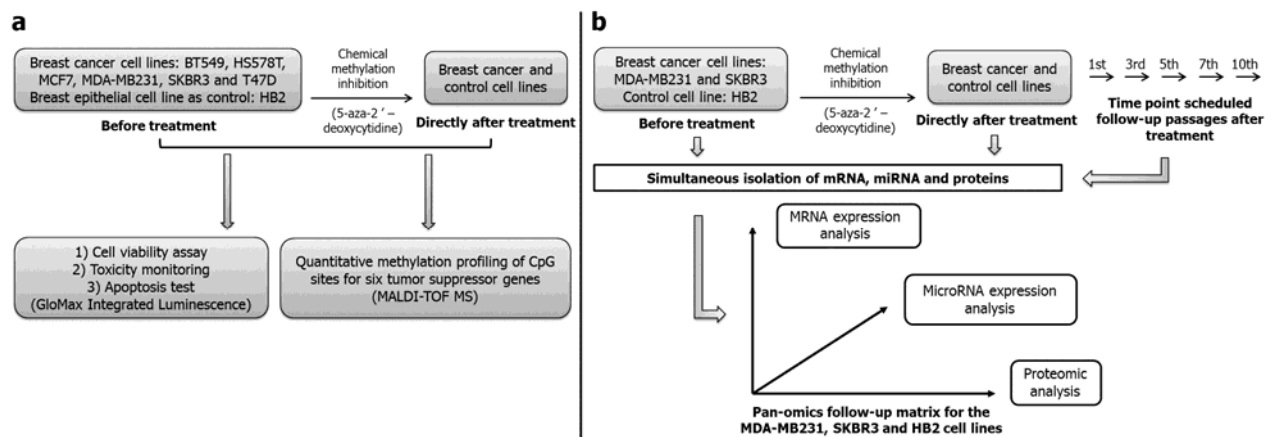 a
Breast cancer cell lines: BT549, HS578T,
MCF7, MDA-MB231, SKBR3 and T47D
Breast epithelial cell line as control: HB2
Before treatment
Chemical
methylation
inhibition
(5-aza-2 ' –
deoxycytidine)
Breast cancer and
control cell lines
Directly after treatment
1) Cell viability assay
2) Toxicity monitoring
3) Apoptosis test
(GloMax Integrated Luminescence)
Quantitative methylation profiling of CpG
sites for six tumor suppressor genes
(MALDI-TOF MS)
b
Breast cancer cell lines:
MDA-MB231 and SKBR3
Control cell line: HB2
Before treatment
Chemical
methylation
inhibition
(5-aza-2 ' –
deoxycytidine)
Breast cancer and
control cell lines
Directly after treatment
1st 3rd 5th 7th 10th
Time point scheduled
follow-up passages after
treatment
Simultaneous isolation of mRNA, miRNA and proteins
MRNA expression
analysis
MicroRNA expression
analysis
Proteomic
analysis
Pan-omics follow-up matrix for the
MDA-MB231, SKBR3 and HB2 cell lines